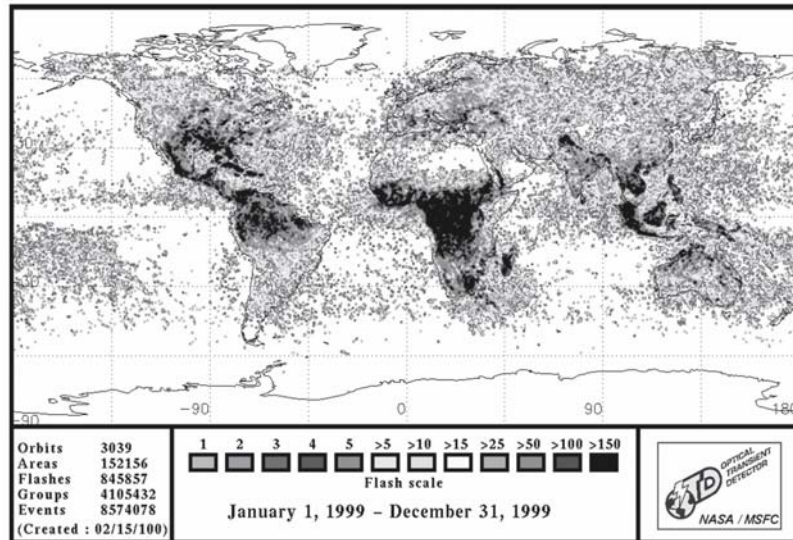 -90 0 90 180
-90
Orbits 3039
Areas 152156
Flashes 845857
Groups 4105432
Events 8574078
(Created : 02/15/100)
1 2 3 4 5 >5 >10 >15 >25 >50 >100 >150
Flash scale
January 1, 1999 – December 31, 1999
OTD
OPTICAL
TRANSIENT
DETECTOR
NASA / MSFC